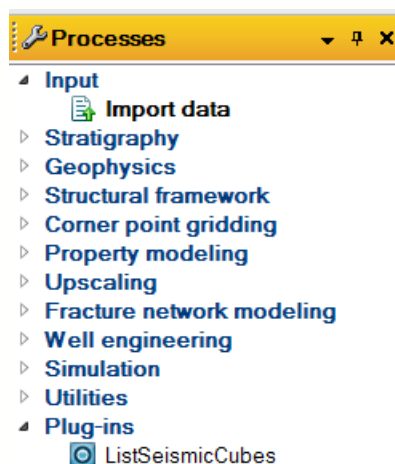 Processes
Input
Import data
Stratigraphy
Geophysics
Structural framework
Corner point gridding
Property modeling
Upscaling
Fracture network modeling
Well engineering
Simulation
Utilities
Plug-ins
ListSeismicCubes